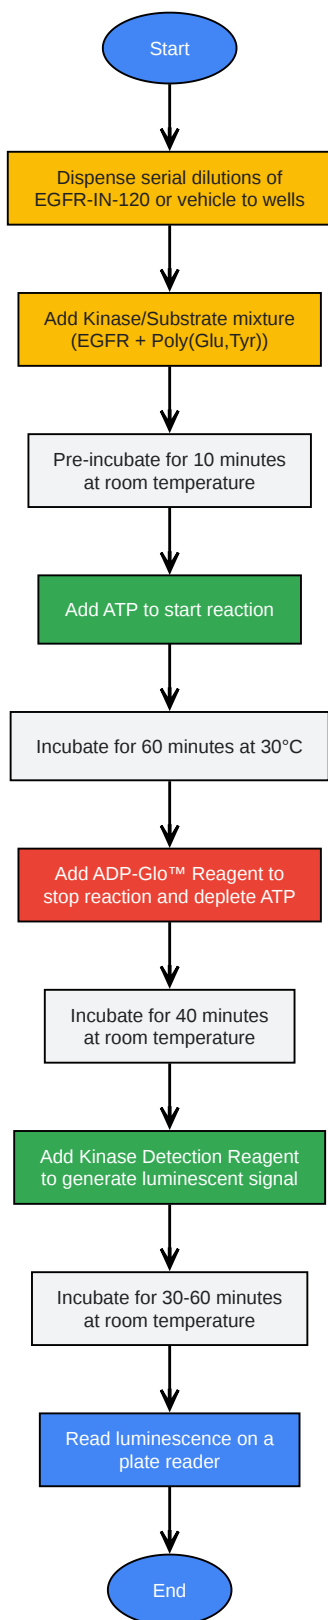 Start
Dispense serial dilutions of
EGFR-IN-120 or vehicle to wells
Add Kinase/Substrate mixture
(EGFR + Poly(Glu,Tyr))
Pre-incubate for 10 minutes
at room temperature
Add ATP to start reaction
Incubate for 60 minutes at 30°C
Add ADP-Glo™ Reagent to
stop reaction and deplete ATP
Incubate for 40 minutes
at room temperature
Add Kinase Detection Reagent
to generate luminescent signal
Incubate for 30-60 minutes
at room temperature
Read luminescence on a
plate reader
End